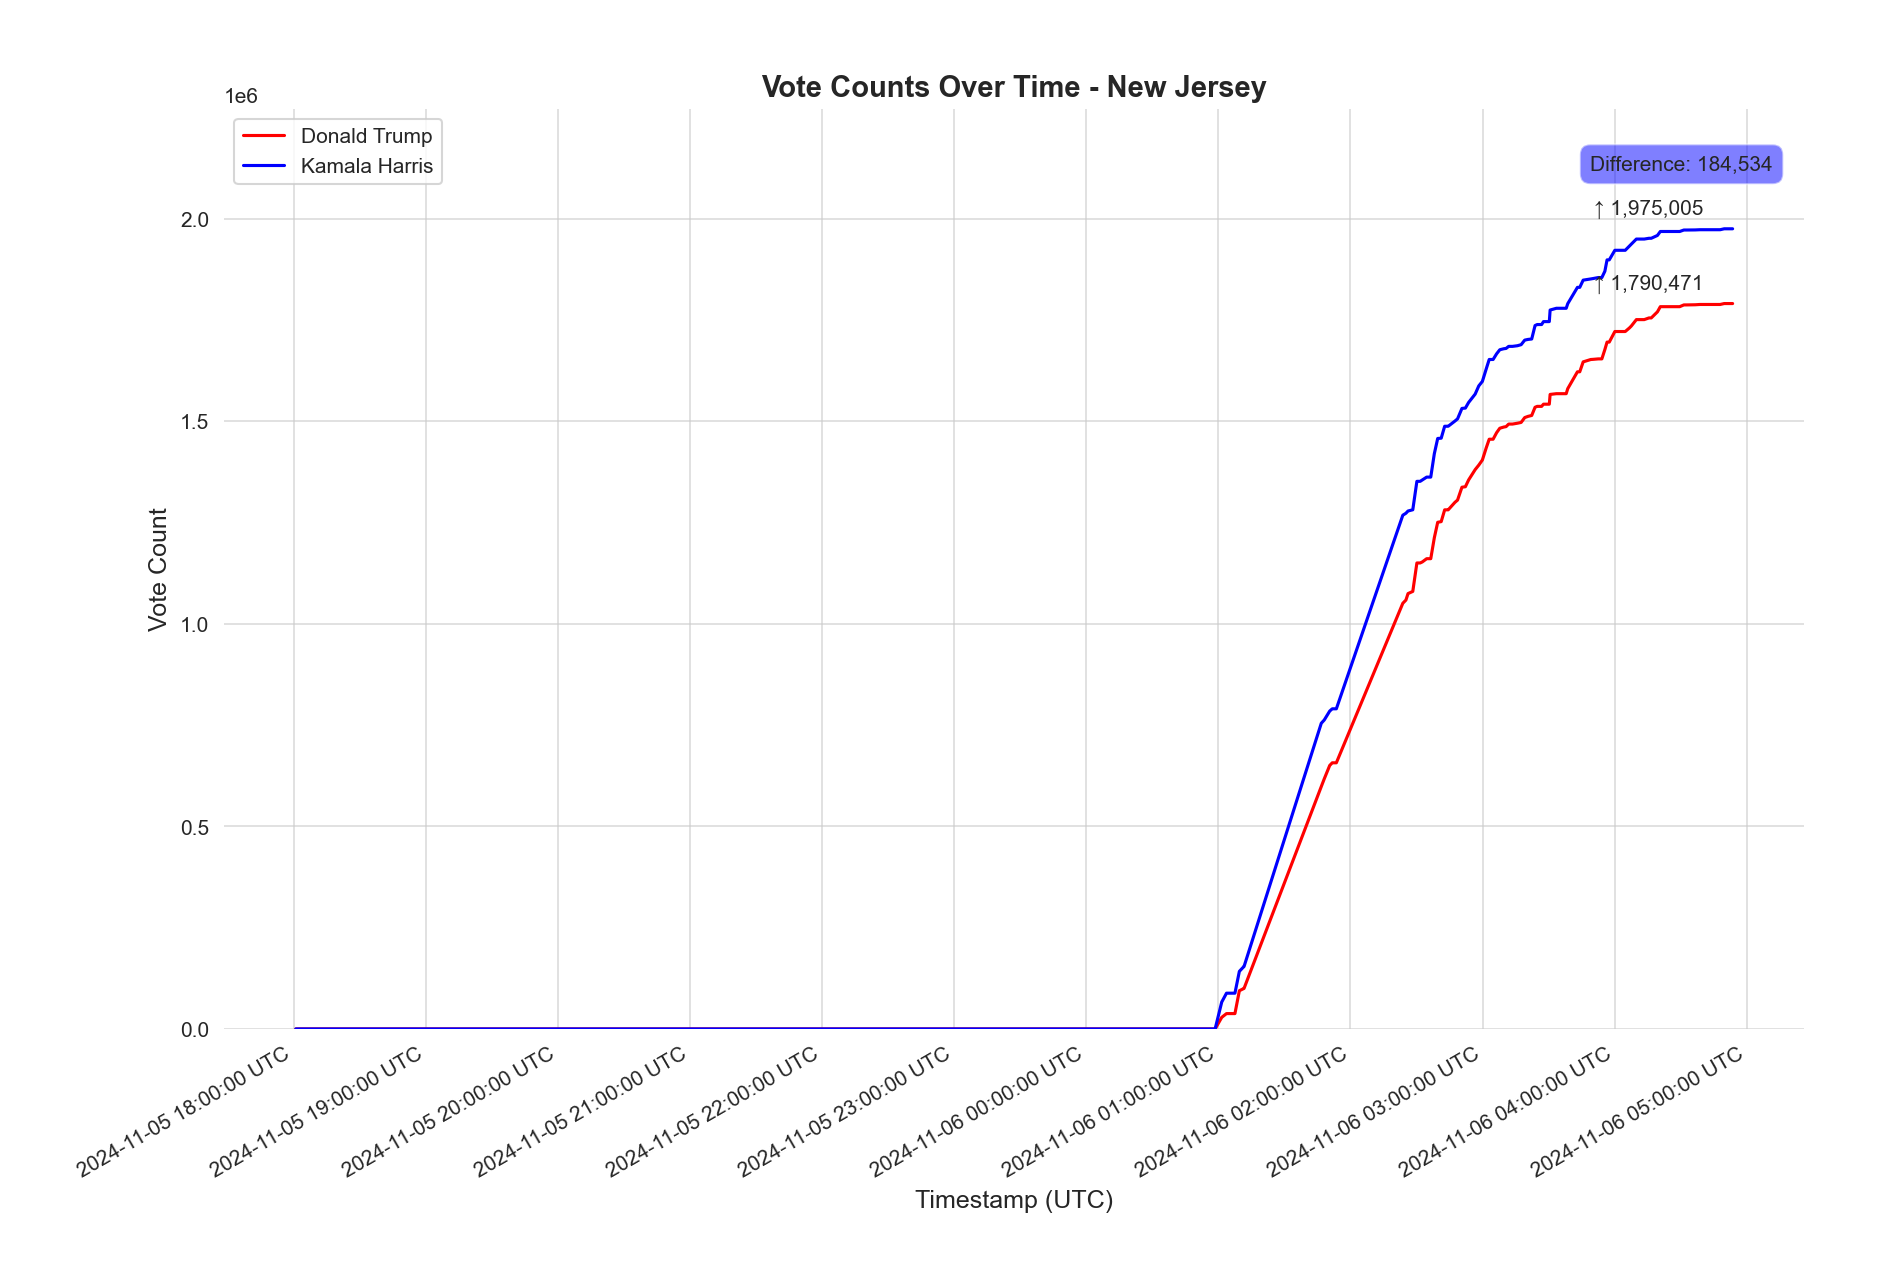 Vote Counts Over Time - New Jersey
1e6
Donald Trump
Kamala Harris
Difference: 184,534
↑ 1,975,005
↑ 1,790,471
2.0
1.5
1.0
0.5
0.0
Vote Count
2024-11-05 18:00:00 UTC
2024-11-05 19:00:00 UTC
2024-11-05 20:00:00 UTC
2024-11-05 21:00:00 UTC
2024-11-05 22:00:00 UTC
2024-11-05 23:00:00 UTC
2024-11-06 00:00:00 UTC
2024-11-06 01:00:00 UTC
2024-11-06 02:00:00 UTC
2024-11-06 03:00:00 UTC
2024-11-06 04:00:00 UTC
2024-11-06 05:00:00 UTC
Timestamp (UTC)